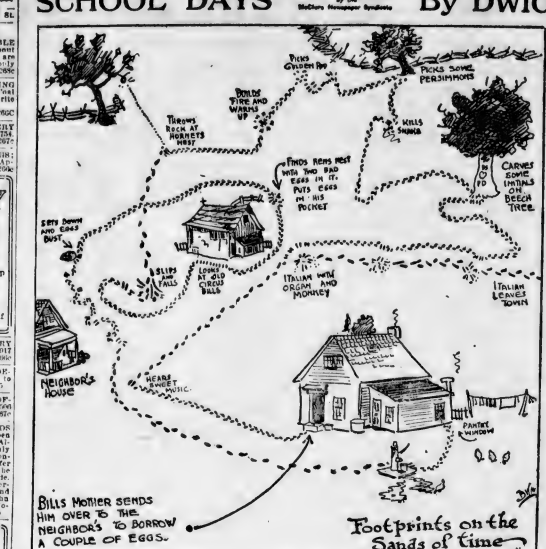 SCHOOL DAYS
McClure Newspaper Syndicate
By DWIG
PICKS
GOLDEN ROD
PICKS SOME
PERSIMMONS
BUILDS
FIRE AND
WARMS
UP
THROWS
ROCK AT
HORNETS
NEST
KILLS
SNAKE
FINDS HENS NEST
WITH TWO BAD
EGGS IN IT.
PUTS EGGS
IN HIS
POCKET
CARVES
SOME
INITIALS
ON
BEECH
TREE
SETS DOWN
AND EGGS
BUST
SLIPS
AND
FALLS
LOOKS
AT OLD
CIRCUS
BILLS
ITALIAN WITH
ORGAN AND
MONKEY
ITALIAN
LEAVES
TOWN
NEIGHBOR'S
HOUSE
HEARS
SWEET
MUSIC.
PANTRY
WINDOW
BILLS MOTHER SENDS
HIM OVER TO THE
NEIGHBOR'S TO BORROW
A COUPLE OF EGGS.
DWIG
Footprints on the
Sands of time